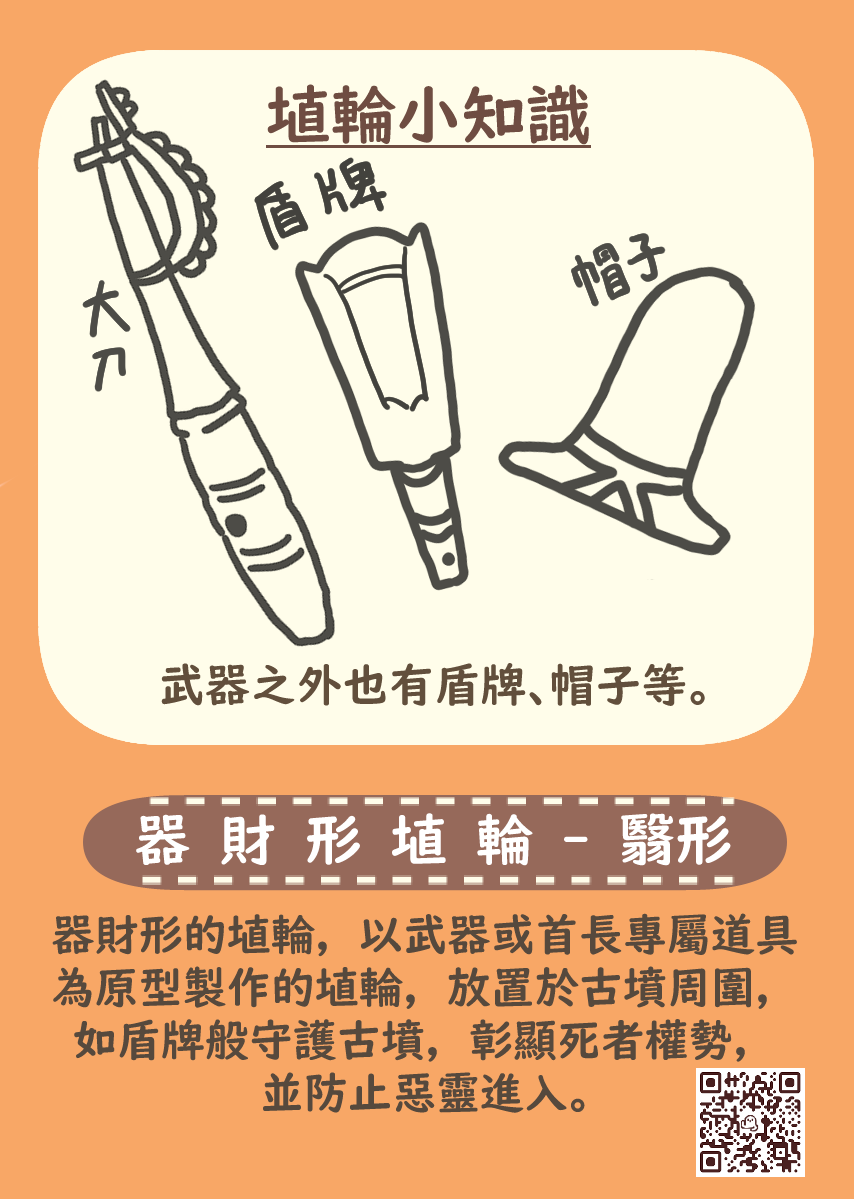 埴輪小知識
盾牌
帽子
大刀
武器之外也有盾牌、帽子等。
器財形埴輪-翳形
器財形的埴輪，以武器或首長專屬道具
為原型製作的埴輪，放置於古墳周圍，
如盾牌般守護古墳，彰顯死者權勢，
並防止惡靈進入。